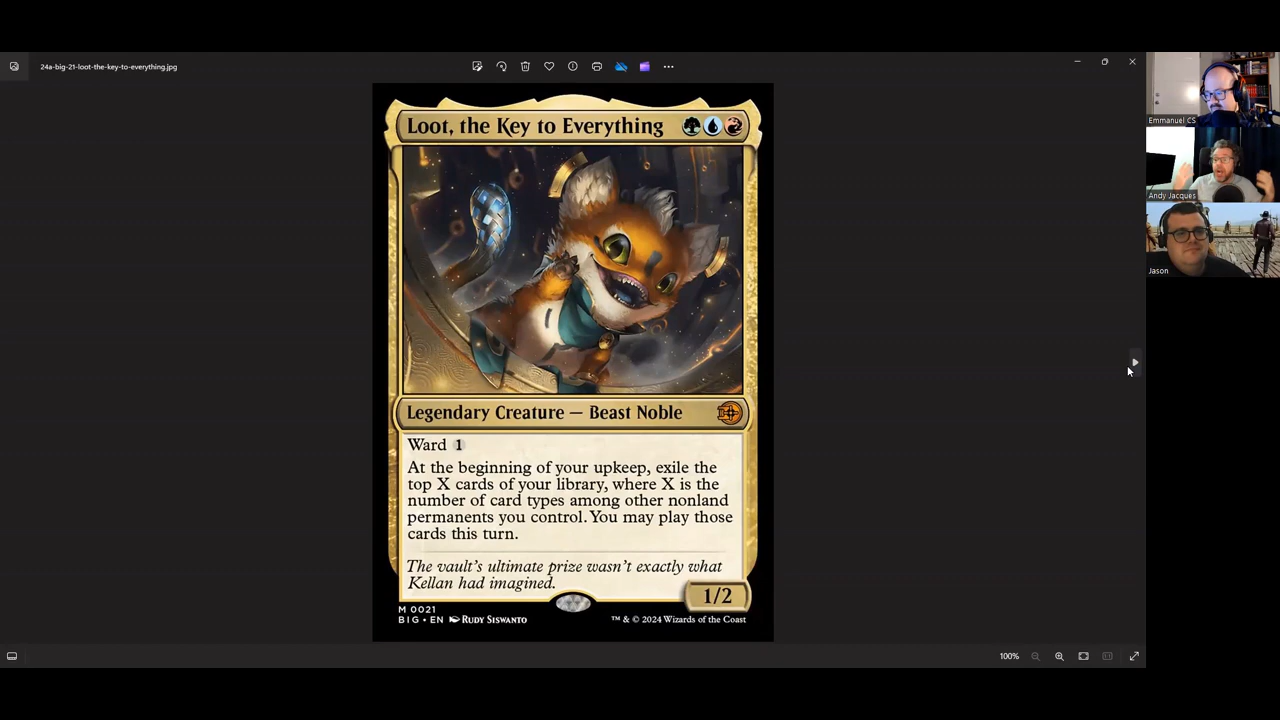 24a-big-21-loot-the-key-to-everything.jpg
Loot, the Key to Everything
Legendary Creature — Beast Noble
Ward 1
At the beginning of your upkeep, exile the
top X cards of your library, where X is the
number of card types among other nonland
permanents you control. You may play those
cards this turn.
The vault's ultimate prize wasn't exactly what
Kellan had imagined.
1/2
M 0021
BIG • EN Rudy Siswanto
™ & © 2024 Wizards of the Coast
100%
Emmanuel CS
Andy Jacques
Jason